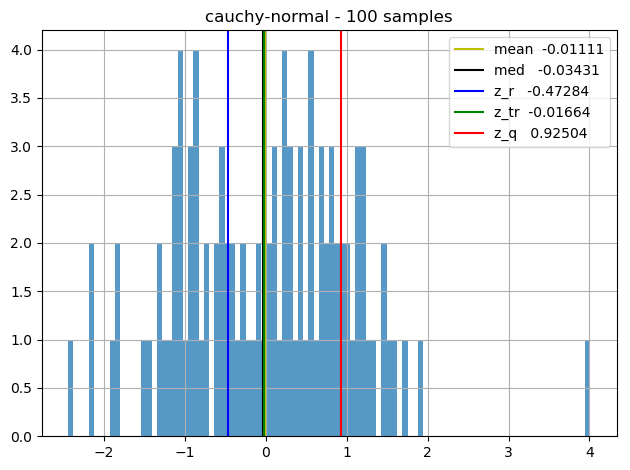 cauchy-normal - 100 samples
4.0
3.5
3.0
2.5
2.0
1.5
1.0
0.5
0.0
mean -0.01111
med -0.03431
z_r -0.47284
z_tr -0.01664
z_q 0.92504
−2 −1 0 1 2 3 4